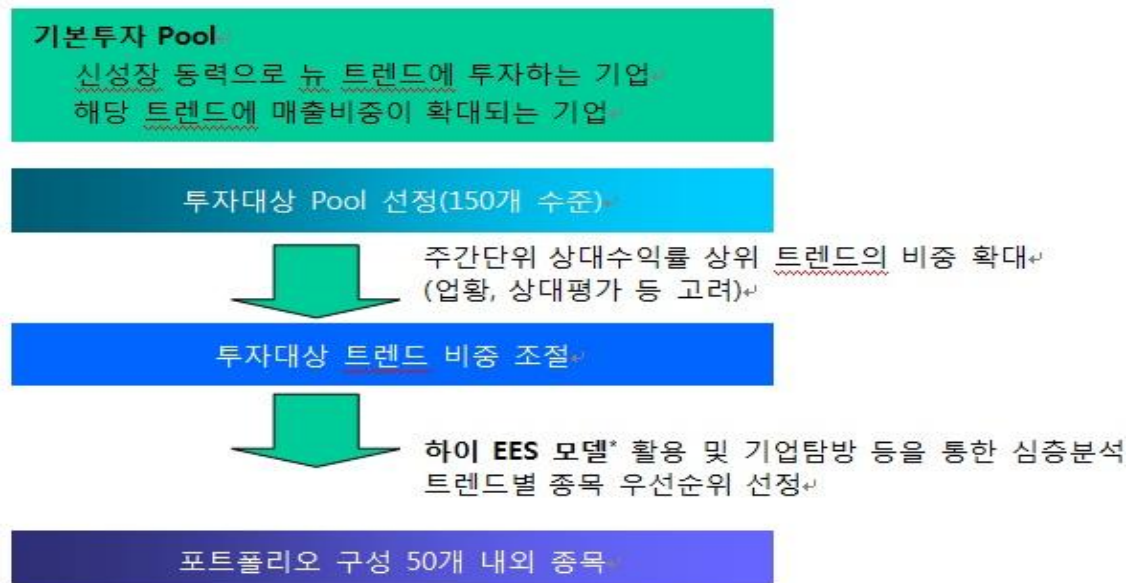 기본투자 Pool
신성장 동력으로 뉴 트렌드에 투자하는 기업
해당 트렌드에 매출비중이 확대되는 기업
투자대상 Pool 선정(150개 수준)
주간단위 상대수익률 상위 트렌드의 비중 확대
(업황, 상대평가 등 고려)
투자대상 트렌드 비중 조절
하이 EES 모델* 활용 및 기업탐방 등을 통한 심층분석
트렌드별 종목 우선순위 선정
포트폴리오 구성 50개 내외 종목